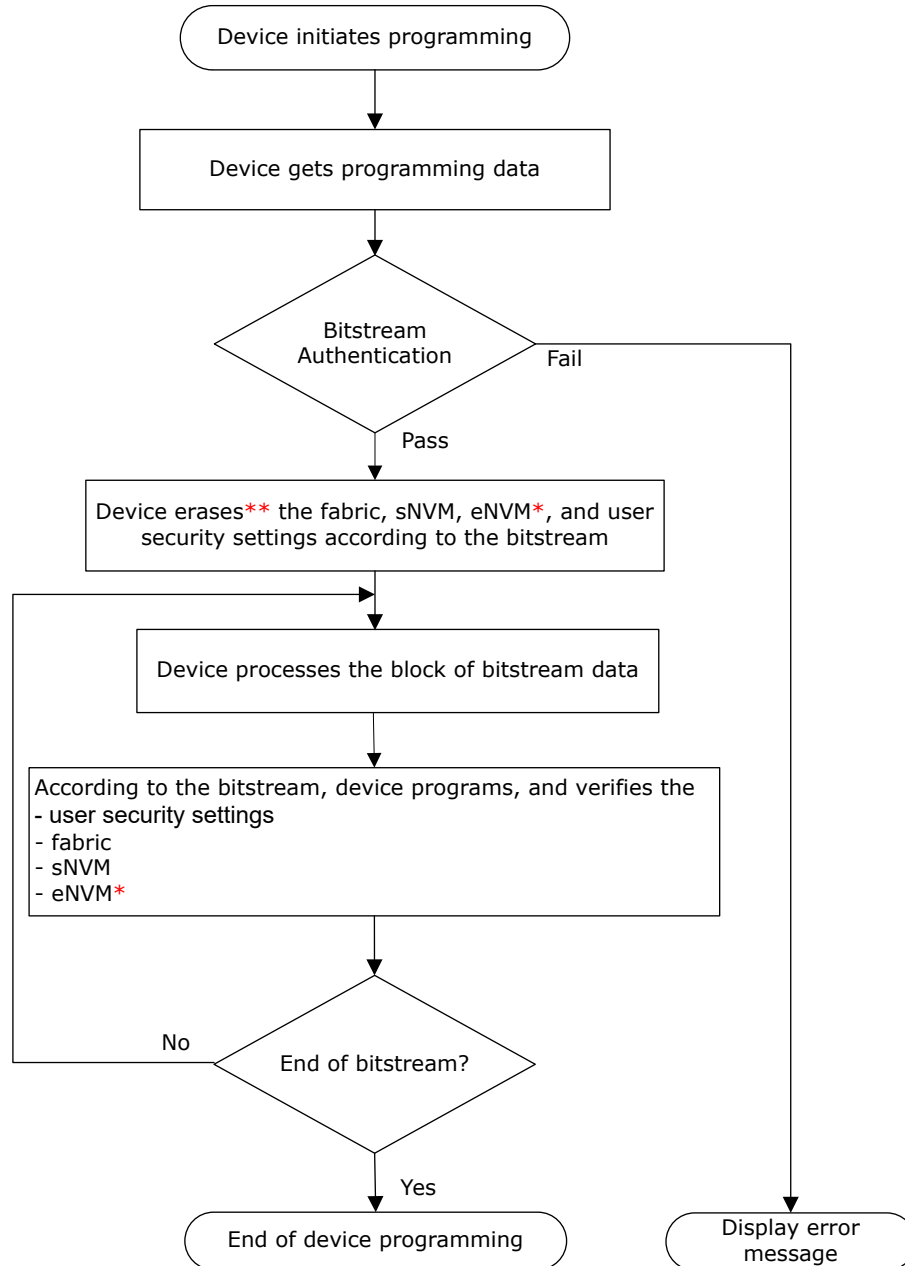 Device initiates programming
Device gets programming data
Bitstream
Authentication
Fail
Pass
Device erases** the fabric, sNVM, eNVM*, and user
security settings according to the bitstream
Device processes the block of bitstream data
According to the bitstream, device programs, and verifies the
- user security settings
- fabric
- sNVM
- eNVM*
No
End of bitstream?
Yes
End of device programming
Display error
message